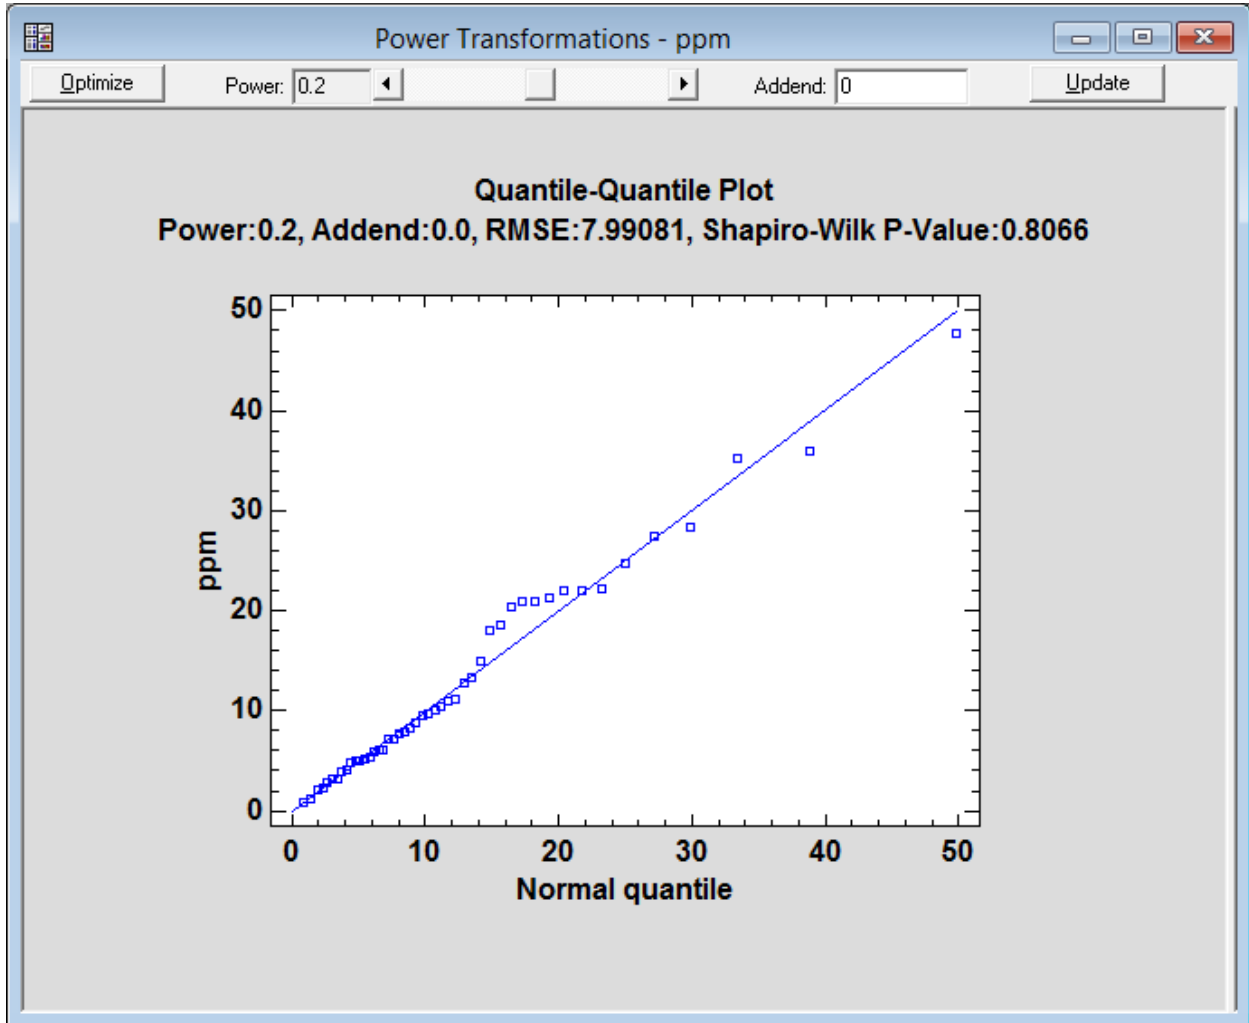 Power Transformations - ppm
Optimize Power: 0.2 Addend: 0 Update
Quantile-Quantile Plot
Power:0.2, Addend:0.0, RMSE:7.99081, Shapiro-Wilk P-Value:0.8066
50
40
30
20
10
0
ppm
0 10 20 30 40 50
Normal quantile